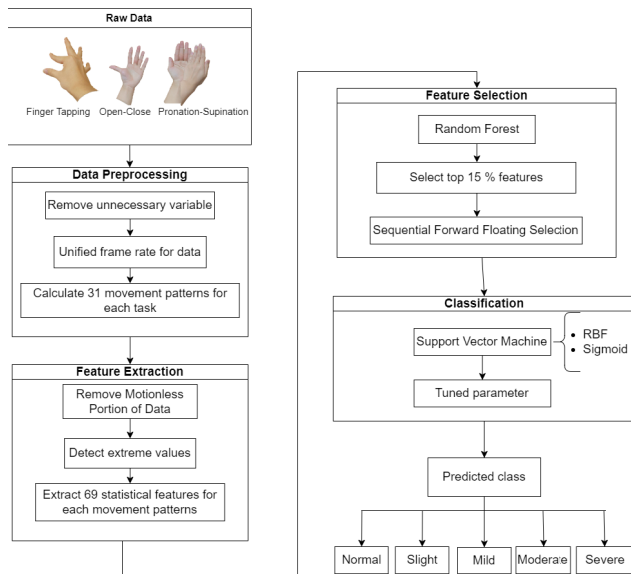 Raw Data
Finger Tapping
Open-Close
Pronation-Supination
Data Preprocessing
Remove unnecessary variable
Unified frame rate for data
Calculate 31 movement patterns for
each task
Feature Extraction
Remove Motionless
Portion of Data
Detect extreme values
Extract 69 statistical features for
each movement patterns
Feature Selection
Random Forest
Select top 15 % features
Sequential Forward Floating Selection
Classification
Support Vector Machine
• RBF
• Sigmoid
Tuned parameter
Predicted class
Normal
Slight
Mild
Moderate
Severe